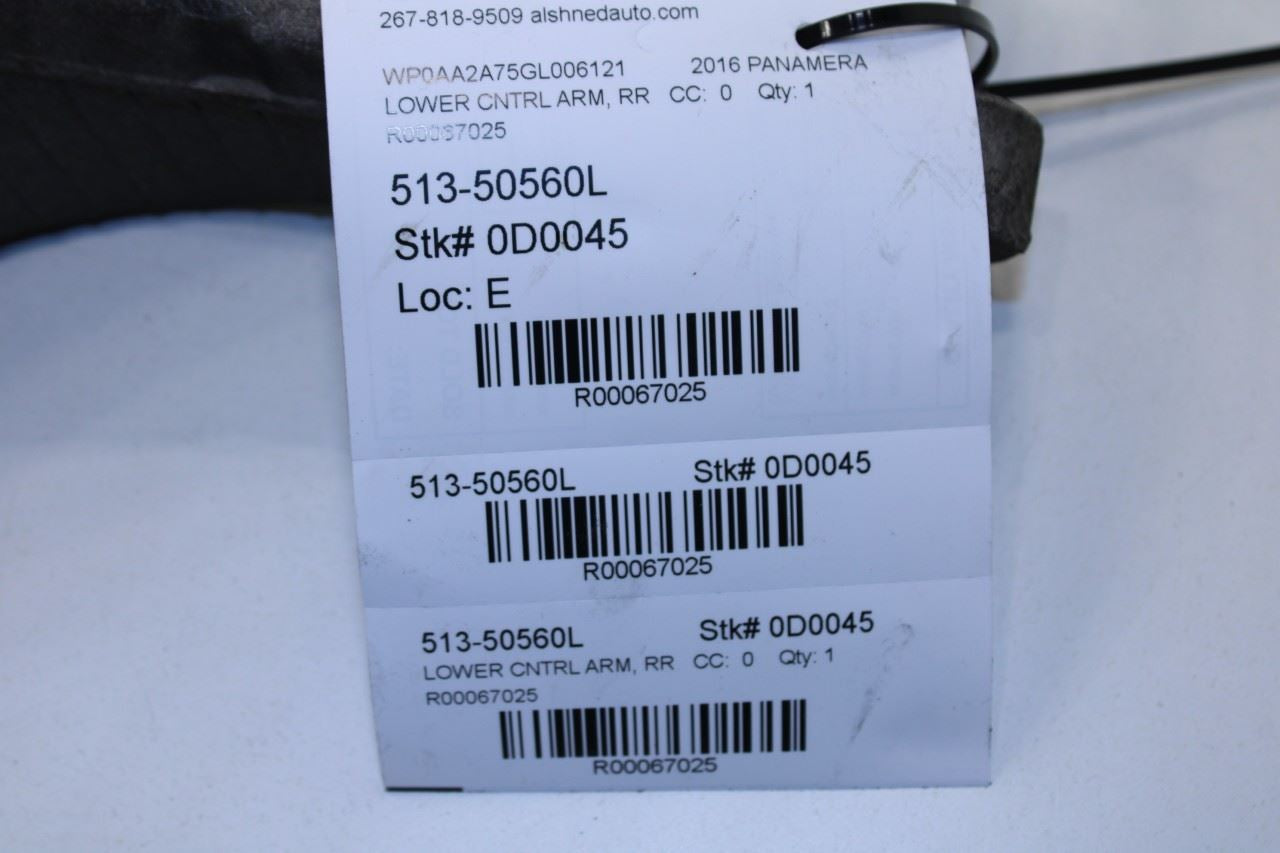 267-818-9509 alshnedauto.com
WP0AA2A75GL006121 2016 PANAMERA
LOWER CNTRL ARM, RR CC: 0 Qty: 1
R00067025
513-50560L
Stk# 0D0045
Loc: E
R00067025
513-50560L Stk# 0D0045
R00067025
513-50560L Stk# 0D0045
LOWER CNTRL ARM, RR CC: 0 Qty: 1
R00067025
R00067025